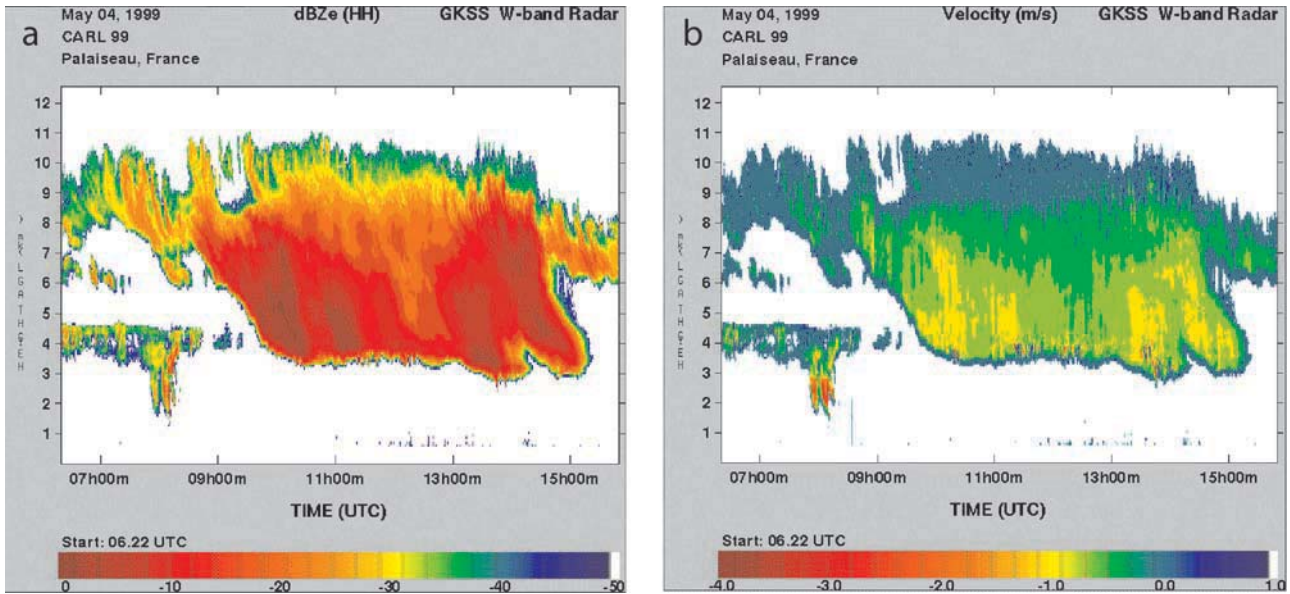 a
May 04, 1999 dBZe (HH) GKSS W-band Radar
CARL 99
Palaiseau, France
12
11
10
9
8
7
6
5
4
3
2
1
07h00m 09h00m 11h00m 13h00m 15h00m
TIME (UTC)
Start: 06.22 UTC
0 -10 -20 -30 -40 -50
b
May 04, 1999 Velocity (m/s) GKSS W-band Radar
CARL 99
Palaiseau, France
12
11
10
9
8
7
6
5
4
3
2
1
07h00m 09h00m 11h00m 13h00m 15h00m
TIME (UTC)
Start: 06.22 UTC
-4.0 -3.0 -2.0 -1.0 0.0 1.0